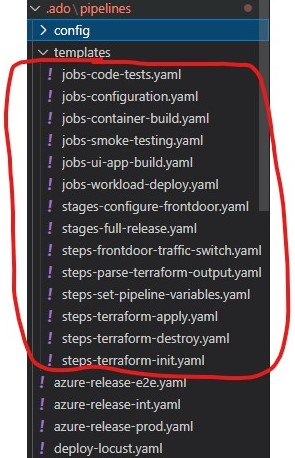 .ado\pipelines
config
templates
! jobs-code-tests.yaml
! jobs-configuration.yaml
! jobs-container-build.yaml
! jobs-smoke-testing.yaml
! jobs-ui-app-build.yaml
! jobs-workload-deploy.yaml
! stages-configure-frontdoor.yaml
! stages-full-release.yaml
! steps-frontdoor-traffic-switch.yaml
! steps-parse-terraform-output.yaml
! steps-set-pipeline-variables.yaml
! steps-terraform-apply.yaml
! steps-terraform-destroy.yaml
! steps-terraform-init.yaml
! azure-release-e2e.yaml
! azure-release-int.yaml
! azure-release-prod.yaml
! deploy-locust.yaml